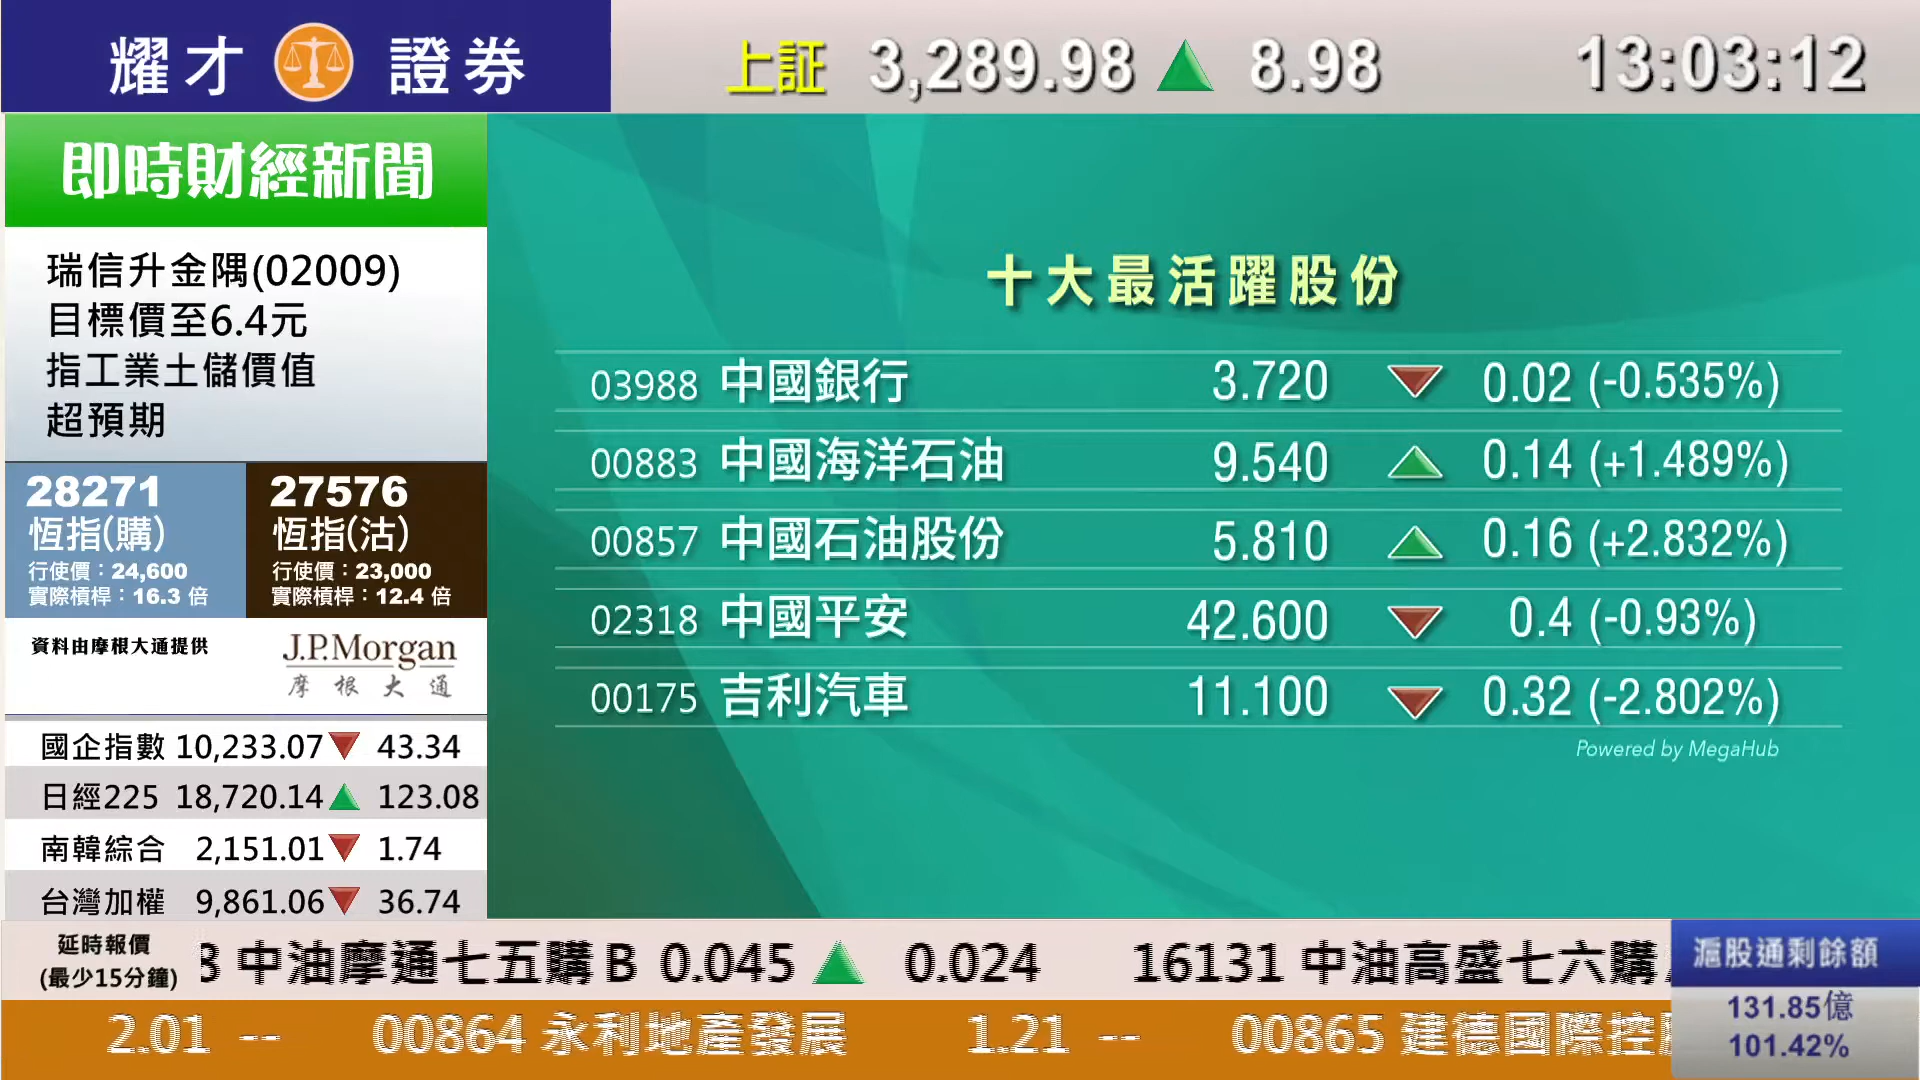 耀才 證券
上証 3,289.98 ▲ 8.98
13:03:12
即時財經新聞
瑞信升金隅(02009)
目標價至6.4元
指工業土儲價值
超預期
28271
恆指(購)
行使價：24,600
實際槓桿：16.3 倍
27576
恆指(沽)
行使價：23,000
實際槓桿：12.4 倍
資料由摩根大通提供
J.P.Morgan
摩根大通
國企指數 10,233.07 ▼ 43.34
日經225 18,720.14 ▲ 123.08
南韓綜合 2,151.01 ▼ 1.74
台灣加權 9,861.06 ▼ 36.74
十大最活躍股份
03988 中國銀行 3.720 ▼ 0.02 (-0.535%)
00883 中國海洋石油 9.540 ▲ 0.14 (+1.489%)
00857 中國石油股份 5.810 ▲ 0.16 (+2.832%)
02318 中國平安 42.600 ▼ 0.4 (-0.93%)
00175 吉利汽車 11.100 ▼ 0.32 (-2.802%)
Powered by MegaHub
延時報價
(最少15分鐘)
中油摩通七五購B 0.045 ▲ 0.024 16131 中油高盛七六購
2.01 -- 00864 永利地產發展 1.21 -- 00865 建德國際控
滬股通剩餘額
131.85億
101.42%